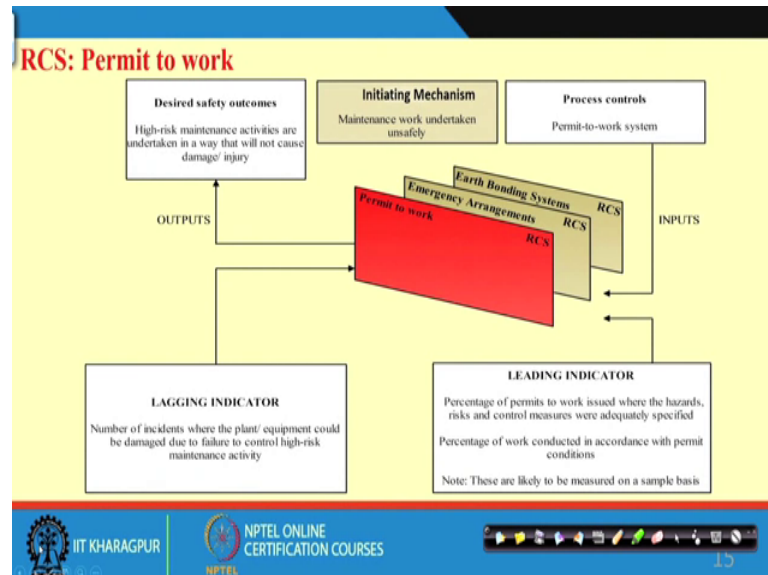 RCS: Permit to work
Desired safety outcomes
High-risk maintenance activities are
undertaken in a way that will not cause
damage/ injury
Initiating Mechanism
Maintenance work undertaken
unsafely
Process controls
Permit-to-work system
Earth Bonding Systems
RCS
Emergency Arrangements
RCS
Permit to work
RCS
OUTPUTS
INPUTS
LAGGING INDICATOR
Number of incidents where the plant/ equipment could
be damaged due to failure to control high-risk
maintenance activity
LEADING INDICATOR
Percentage of permits to work issued where the hazards,
risks and control measures were adequately specified
Percentage of work conducted in accordance with permit
conditions
Note: These are likely to be measured on a sample basis
IIT KHARAGPUR
NPTEL
NPTEL ONLINE
CERTIFICATION COURSES
15